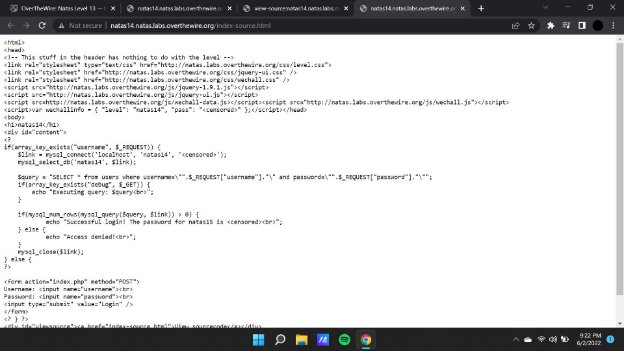 OverTheWire: Natas Level 13 —
natas14.natas.labs.overthewire.o
view-source:natas14.natas.labs.o
natas14.natas.labs.overthewire.o
Not secure
natas14.natas.labs.overthewire.org/index-source.html
<html>
<head>
<!-- This stuff in the header has nothing to do with the level -->
<link rel="stylesheet" type="text/css" href="http://natas.labs.overthewire.org/css/level.css">
<link rel="stylesheet" href="http://natas.labs.overthewire.org/css/jquery-ui.css" />
<link rel="stylesheet" href="http://natas.labs.overthewire.org/css/wechall.css" />
<script src="http://natas.labs.overthewire.org/js/jquery-1.9.1.js"></script>
<script src="http://natas.labs.overthewire.org/js/jquery-ui.js"></script>
<script src=http://natas.labs.overthewire.org/js/wechall-data.js></script><script src="http://natas.labs.overthewire.org/js/wechall.js"></script>
<script>var wechallinfo = { "level": "natas14", "pass": "<censored>" };</script></head>
<body>
<h1>natas14</h1>
<div id="content">
<?
if(array_key_exists("username", $_REQUEST)) {
$link = mysql_connect('localhost', 'natas14', '<censored>');
mysql_select_db('natas14', $link);
$query = "SELECT * from users where username=\"".$_REQUEST["username"]."\" and password=\"".$_REQUEST["password"]."\"";
if(array_key_exists("debug", $_GET)) {
echo "Executing query: $query<br>";
}
if(mysql_num_rows(mysql_query($query, $link)) > 0) {
echo "Successful login! The password for natas15 is <censored><br>";
} else {
echo "Access denied!<br>";
}
mysql_close($link);
} else {
?>
<form action="index.php" method="POST">
Username: <input name="username"><br>
Password: <input name="password"><br>
<input type="submit" value="Login" />
</form>
<? } ?>
<div id="viewsource"><a href="index-source.html">View sourcecode</a></div>
9:22 PM
6/2/2022